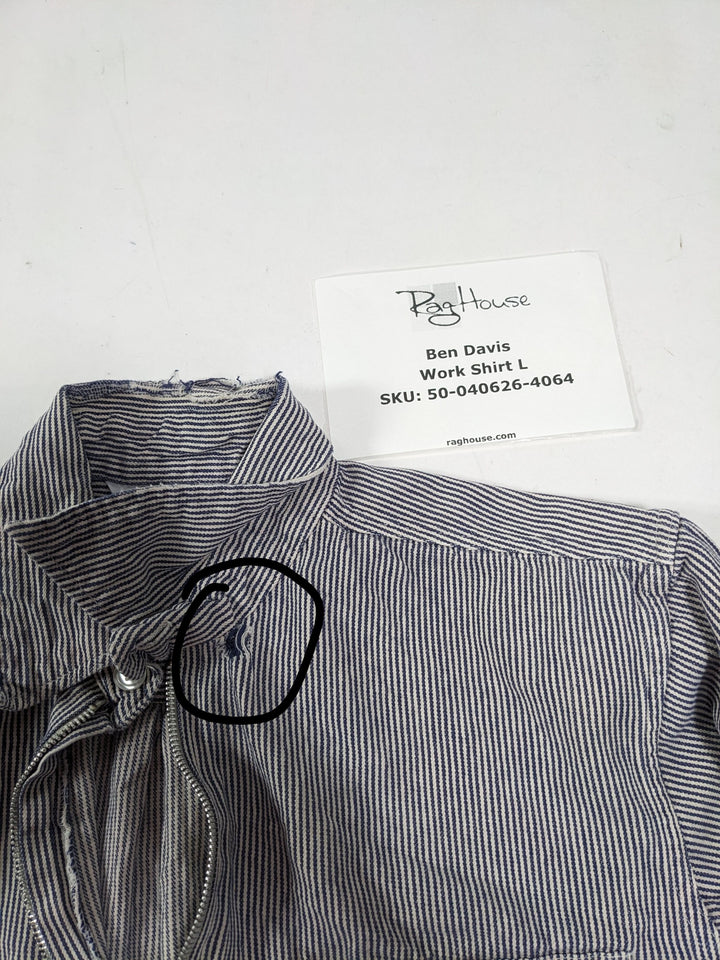 RagHouse
Ben Davis
Work Shirt L
SKU: 50-040626-4064
raghouse.com